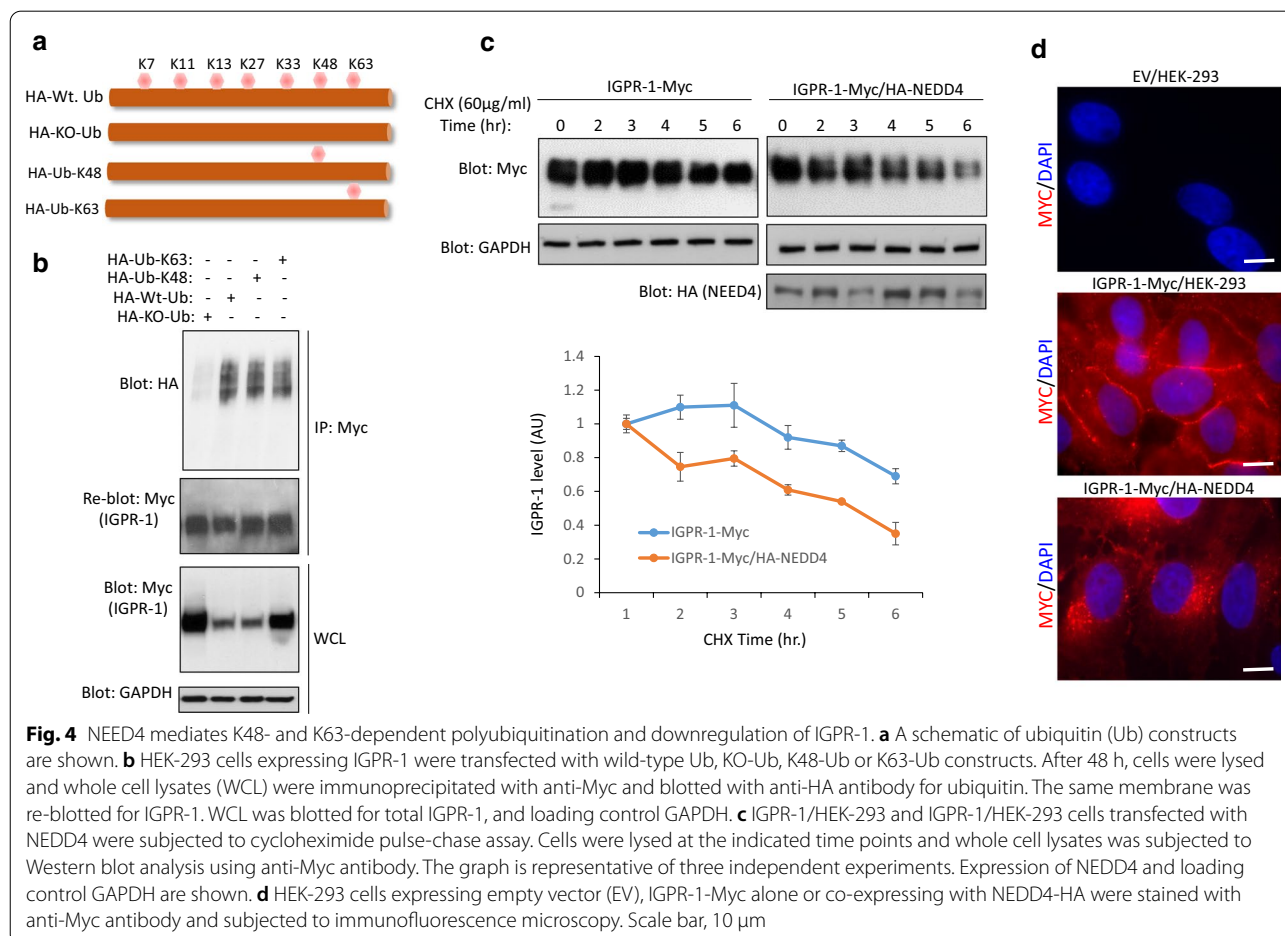 a
K7 K11 K13 K27 K33 K48 K63
HA-Wt. Ub
HA-KO-Ub
HA-Ub-K48
HA-Ub-K63
b
HA-Ub-K63: - - - +
HA-Ub-K48: - - + -
HA-Wt-Ub: - + - -
HA-KO-Ub: + - - -
Blot: HA
IP: Myc
Re-blot: Myc
(IGPR-1)
Blot: Myc
(IGPR-1)
WCL
Blot: GAPDH
c
IGPR-1-Myc IGPR-1-Myc/HA-NEDD4
CHX (60µg/ml)
Time (hr): 0 2 3 4 5 6 0 2 3 4 5 6
Blot: Myc
Blot: GAPDH
Blot: HA (NEED4)
IGPR-1 level (AU)
1.4
1.2
1
0.8
0.6
0.4
0.2
0
IGPR-1-Myc
IGPR-1-Myc/HA-NEDD4
1 2 3 4 5 6
CHX Time (hr.)
d
EV/HEK-293
MYC/DAPI
IGPR-1-Myc/HEK-293
MYC/DAPI
IGPR-1-Myc/HA-NEDD4
MYC/DAPI
Fig. 4 NEED4 mediates K48- and K63-dependent polyubiquitination and downregulation of IGPR-1. a A schematic of ubiquitin (Ub) constructs
are shown. b HEK-293 cells expressing IGPR-1 were transfected with wild-type Ub, KO-Ub, K48-Ub or K63-Ub constructs. After 48 h, cells were lysed
and whole cell lysates (WCL) were immunoprecipitated with anti-Myc and blotted with anti-HA antibody for ubiquitin. The same membrane was
re-blotted for IGPR-1. WCL was blotted for total IGPR-1, and loading control GAPDH. c IGPR-1/HEK-293 and IGPR-1/HEK-293 cells transfected with
NEDD4 were subjected to cycloheximide pulse-chase assay. Cells were lysed at the indicated time points and whole cell lysates was subjected to
Western blot analysis using anti-Myc antibody. The graph is representative of three independent experiments. Expression of NEDD4 and loading
control GAPDH are shown. d HEK-293 cells expressing empty vector (EV), IGPR-1-Myc alone or co-expressing with NEDD4-HA were stained with
anti-Myc antibody and subjected to immunofluorescence microscopy. Scale bar, 10 µm